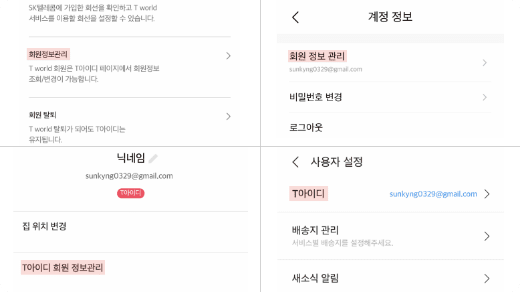 SK텔레콤에 가입한 회선을 확인하고 T world
서비스를 이용할 회선을 설정할 수 있습니다.
회원정보관리
T world 회원은 T아이디 페이지에서 회원정보
조회/변경이 가능합니다.
회원 탈퇴
T world 탈퇴가 되어도 T아이디는
유지됩니다.
계정 정보
회원 정보 관리
sunkyng0329@gmail.com
비밀번호 변경
로그아웃
닉네임
sunkyng0329@gmail.com
T아이디
집 위치 변경
T아이디 회원 정보관리
사용자 설정
T아이디
sunkyng0329@gmail.com
배송지 관리
서비스별 배송지를 설정해주세요.
새소식 알림